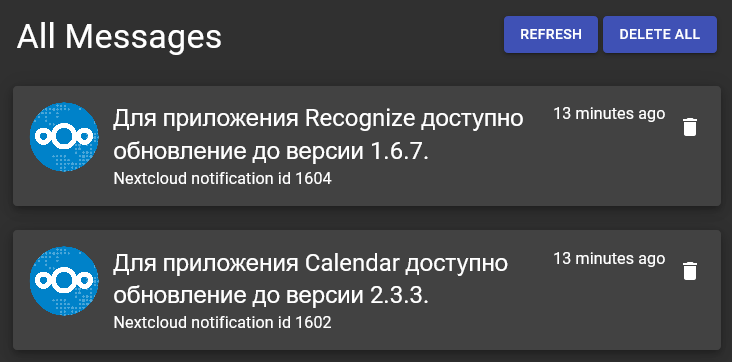 All Messages
REFRESH
DELETE ALL
Для приложения Recognize доступно
обновление до версии 1.6.7.
Nextcloud notification id 1604
13 minutes ago
Для приложения Calendar доступно
обновление до версии 2.3.3.
Nextcloud notification id 1602
13 minutes ago